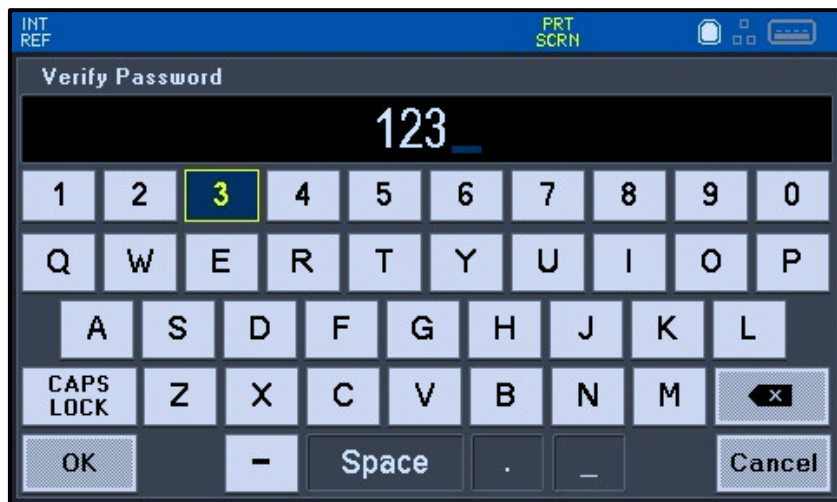 INT PRT
REF SCRN
Verify Password
123_
1 2 3 4 5 6 7 8 9 0
Q W E R T Y U I O P
A S D F G H J K L
CAPS LOCK Z X C V B N M
OK - Space . _ Cancel